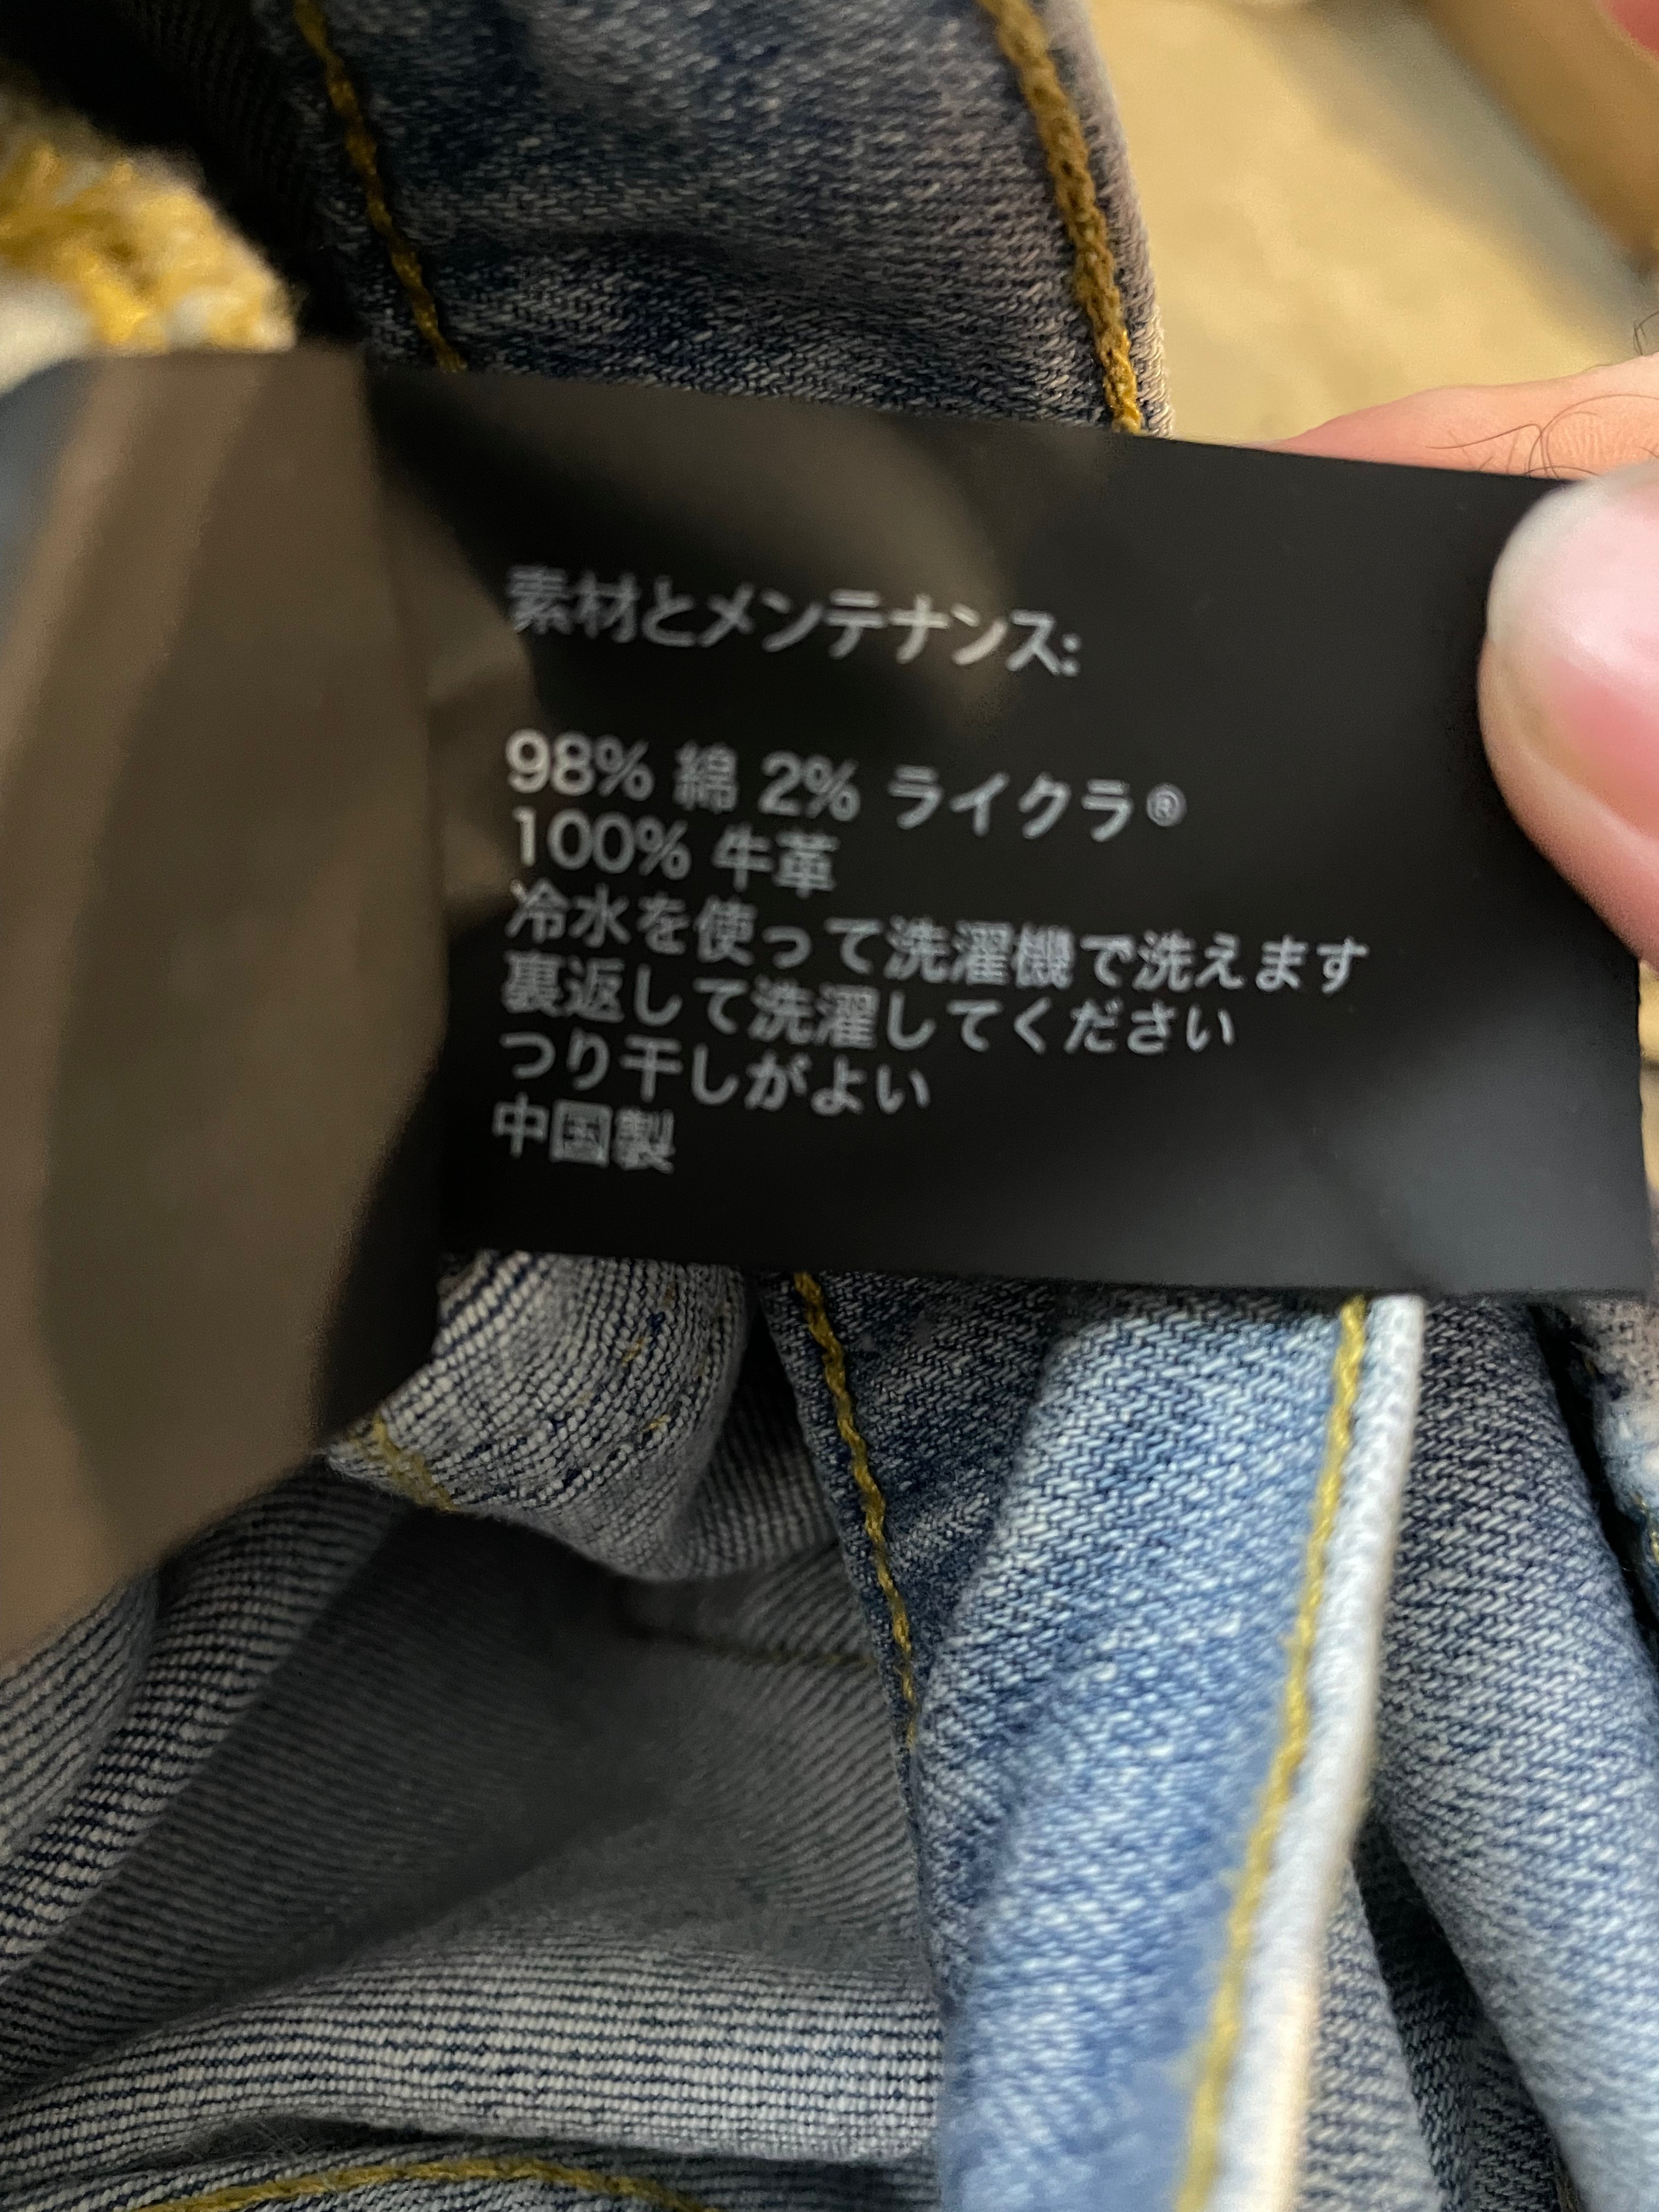 素材とメンテナンス:
98% 綿 2% ライクラ®
100% 牛革
冷水を使って洗濯機で洗えます
裏返して洗濯してください
つり干しがよい
中国製